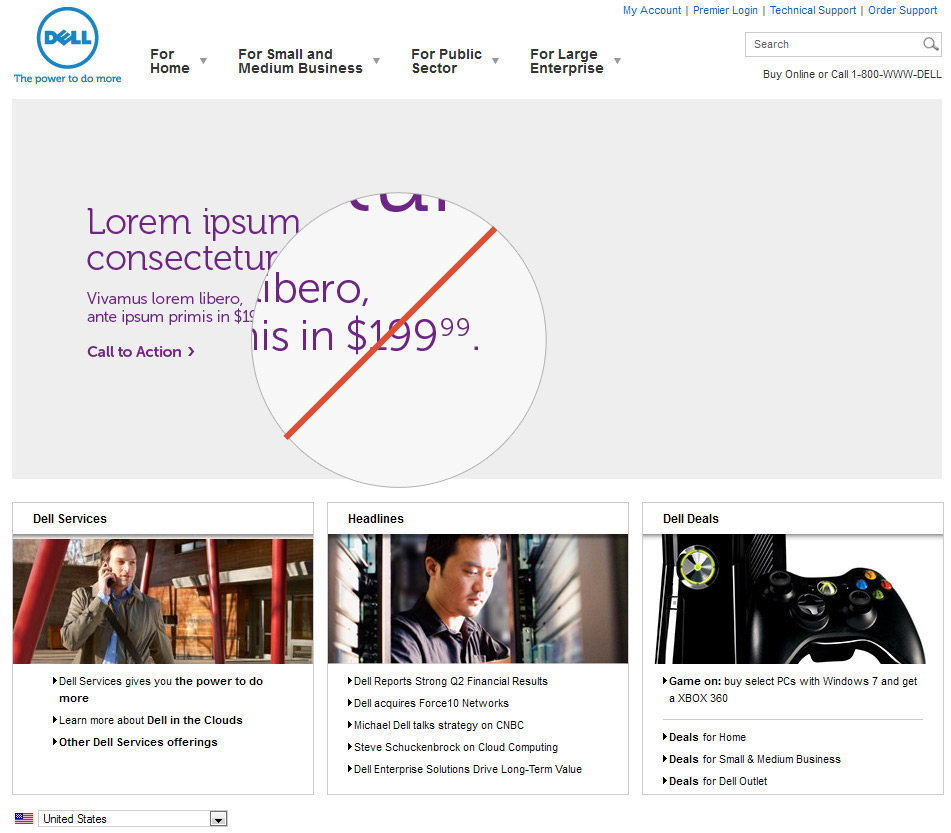 My Account | Premier Login | Technical Support | Order Support
DELL
The power to do more
For Home
For Small and Medium Business
For Public Sector
For Large Enterprise
Search
Buy Online or Call 1-800-WWW-DELL
Lorem ipsum
consectetur
Vivamus lorem libero,
ante ipsum primis in $19
Call to Action
libero,
is in $199 99.
Dell Services
Dell Services gives you the power to do
more
Learn more about Dell in the Clouds
Other Dell Services offerings
Headlines
Dell Reports Strong Q2 Financial Results
Dell acquires Force10 Networks
Michael Dell talks strategy on CNBC
Steve Schuckenbrock on Cloud Computing
Dell Enterprise Solutions Drive Long-Term Value
Dell Deals
Game on: buy select PCs with Windows 7 and get
a XBOX 360
Deals for Home
Deals for Small & Medium Business
Deals for Dell Outlet
United States